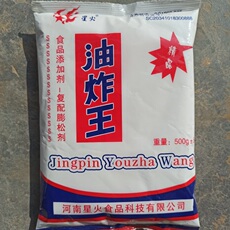 星火
食品添加剂-复配膨松剂
精品
油炸王
重量：500g
Jingpin Youzha Wang
河南星火食品科技有限公司